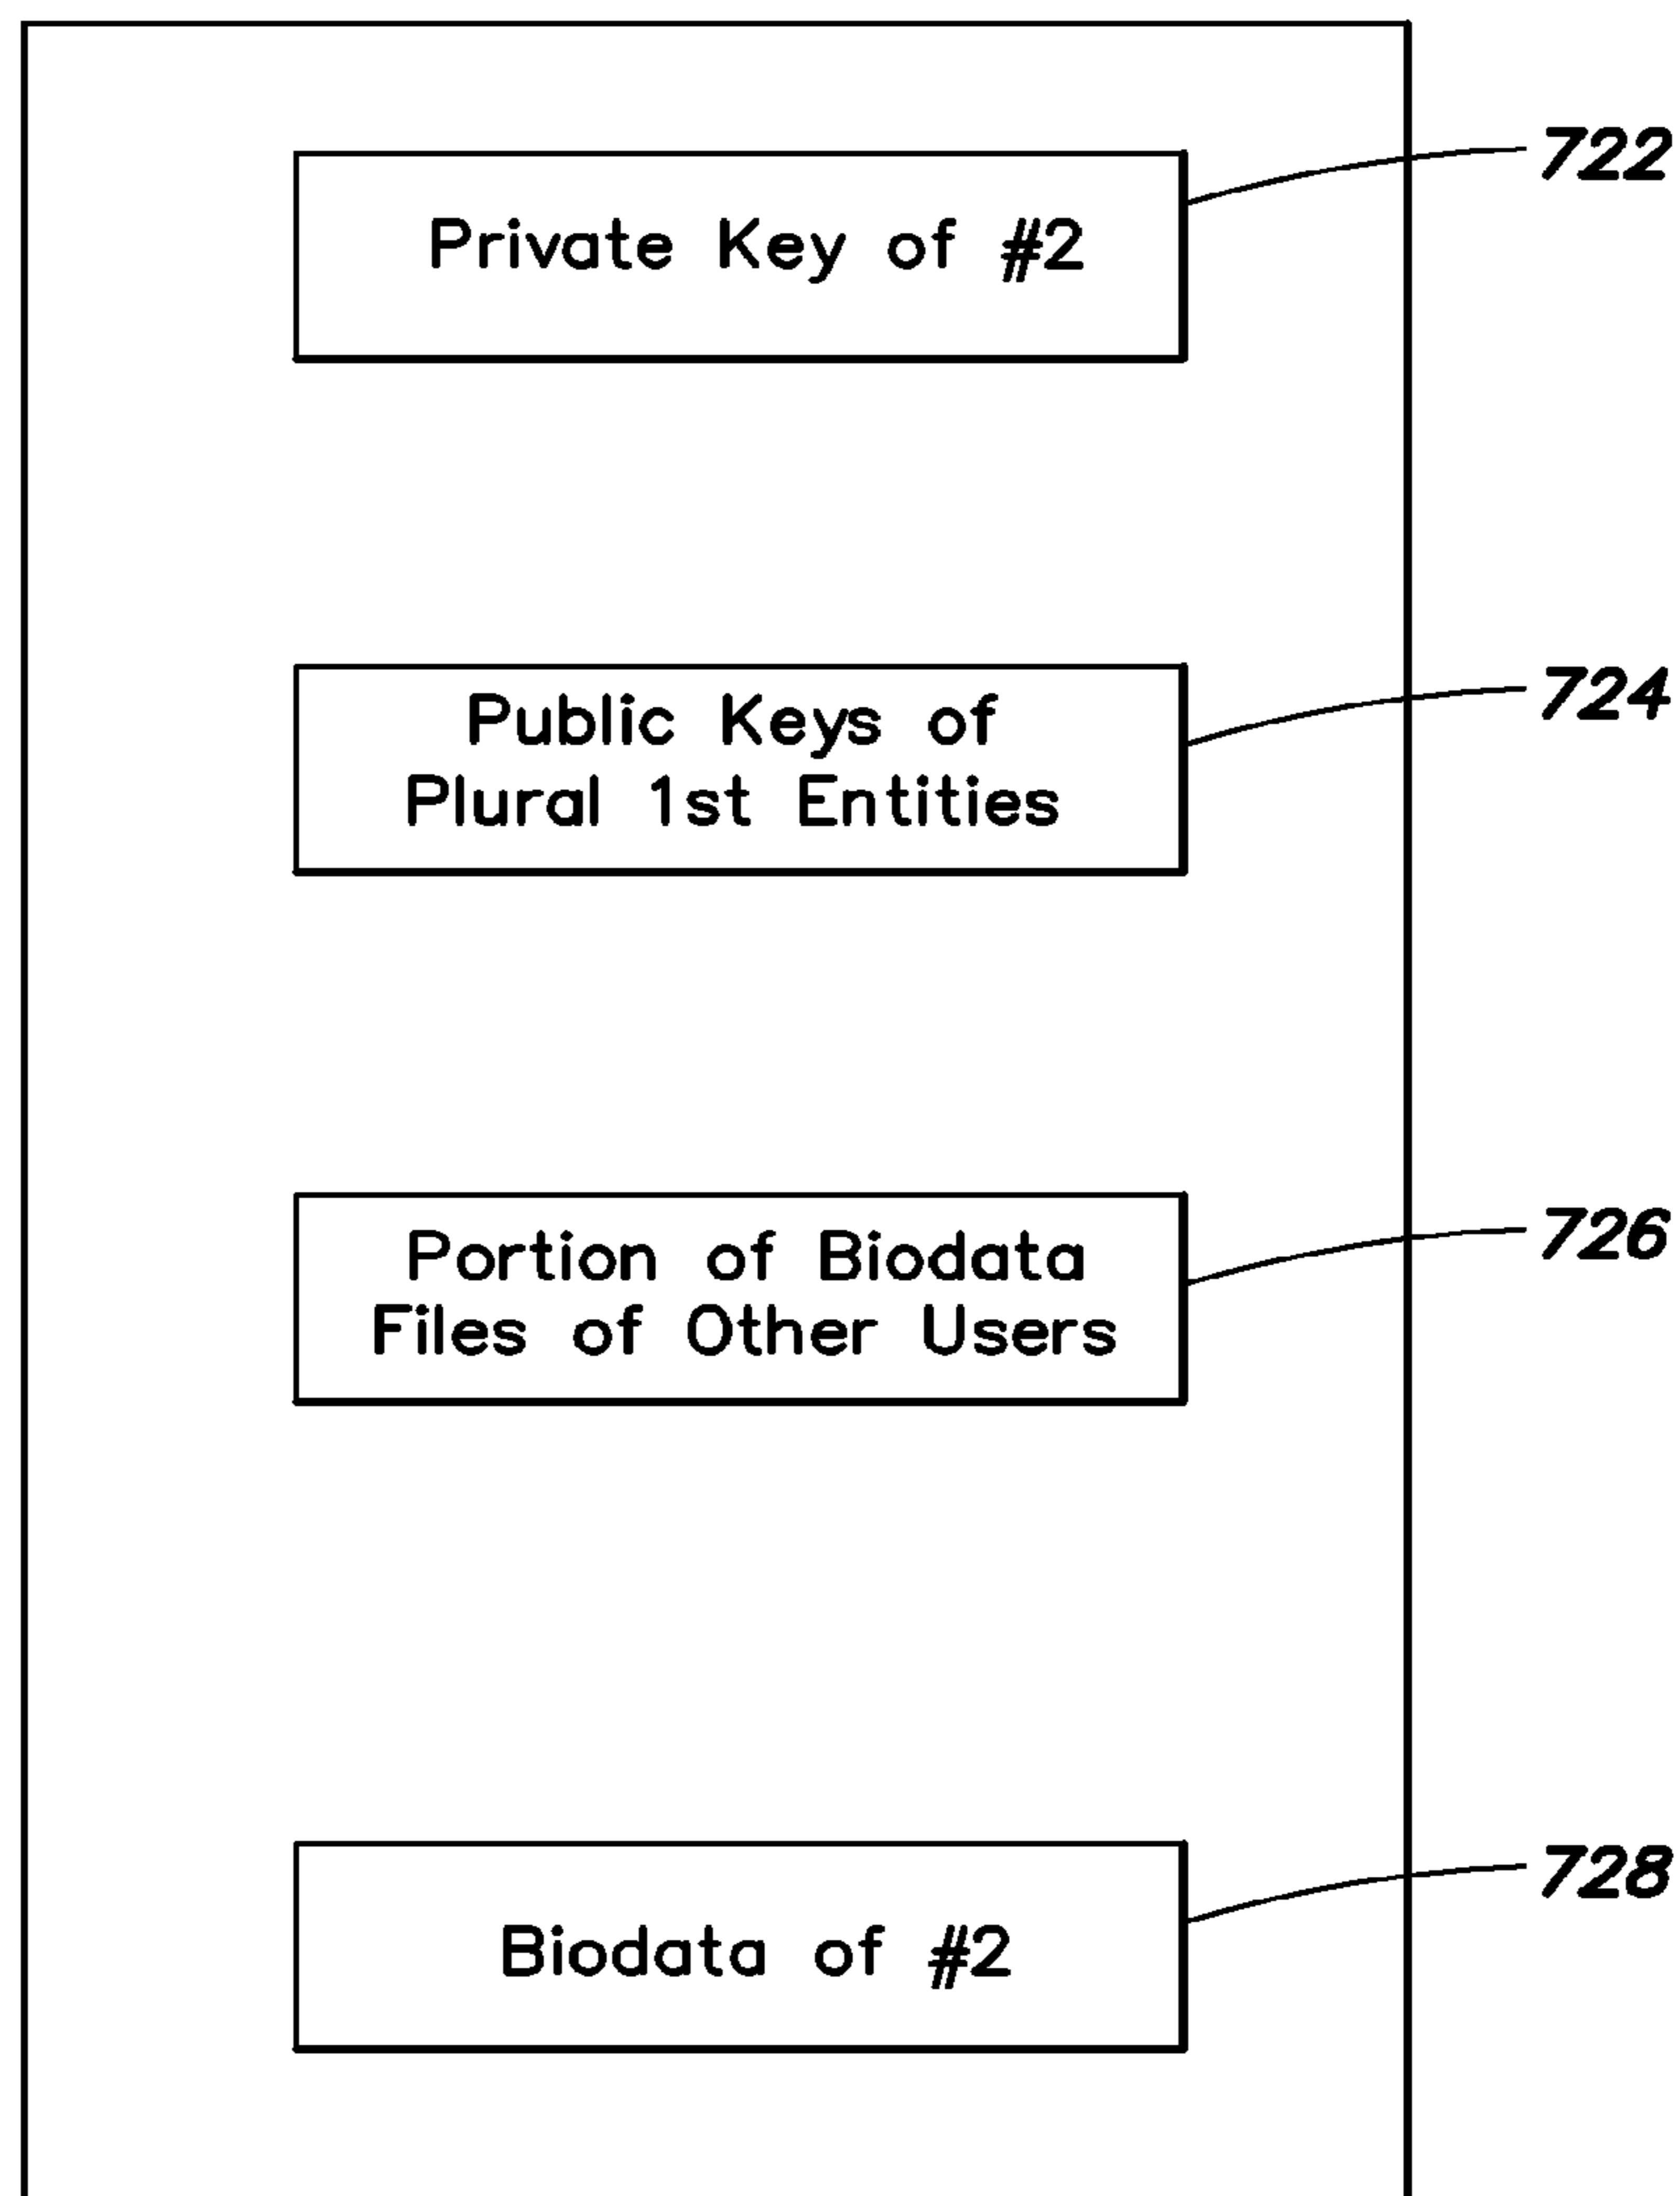 722
Private Key of #2
724
Public Keys of
Plural 1st Entities
726
Portion of Biodata
Files of Other Users
728
Biodata of #2